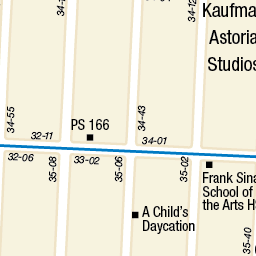 Kaufma
Astoria
Studios
34-12
34-55
34-43
32-11
PS 166
34-01
32-06
33-02
35-08
35-06
35-02
Frank Sina
School of
the Arts H
A Child's
Daycation
35-40